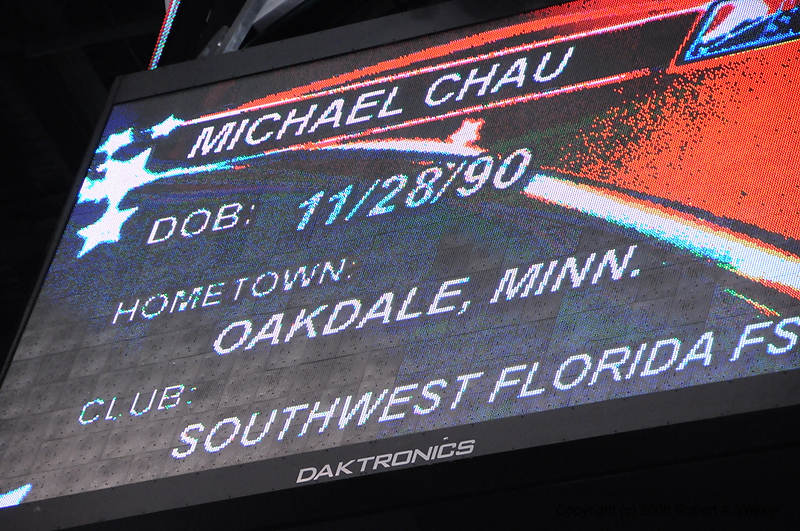 MICHAEL CHAU
DOB: 11/28/90
HOMETOWN:
OAKDALE, MINN.
CLUB:
SOUTHWEST FLORIDA FS
DAKTRONICS